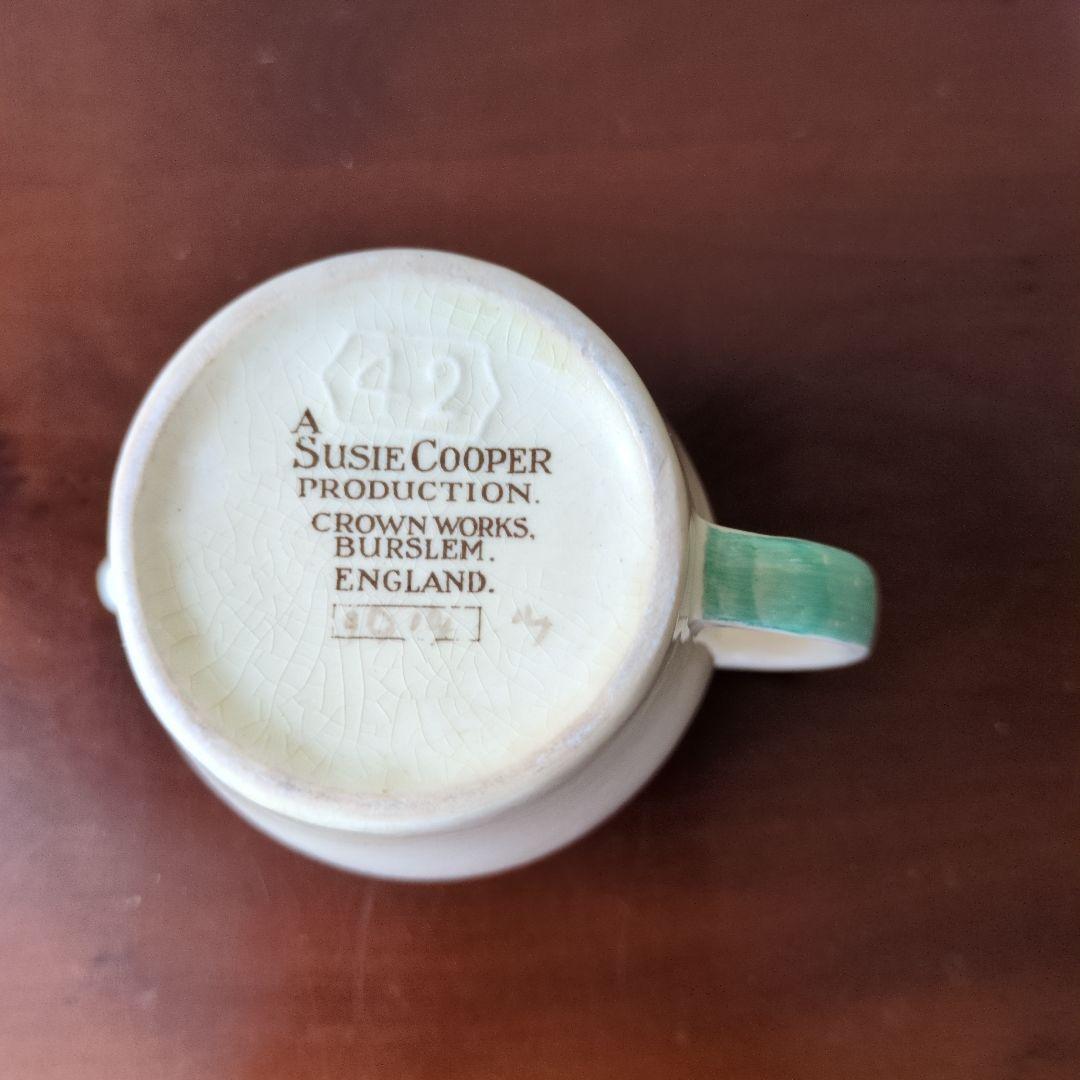 42
A
SUSIE COOPER
PRODUCTION.
CROWN WORKS,
BURSLEM.
ENGLAND.